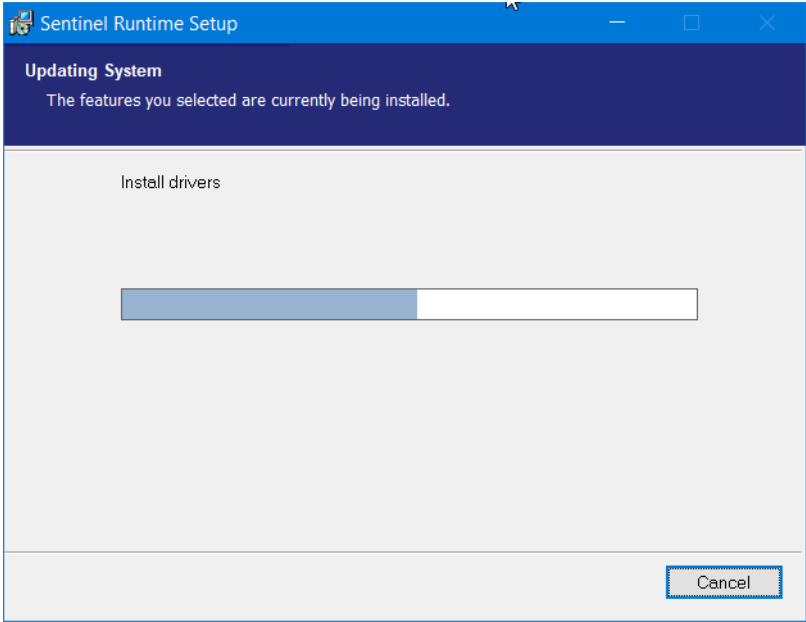 Sentinel Runtime Setup
Updating System
The features you selected are currently being installed.
Install drivers
Cancel